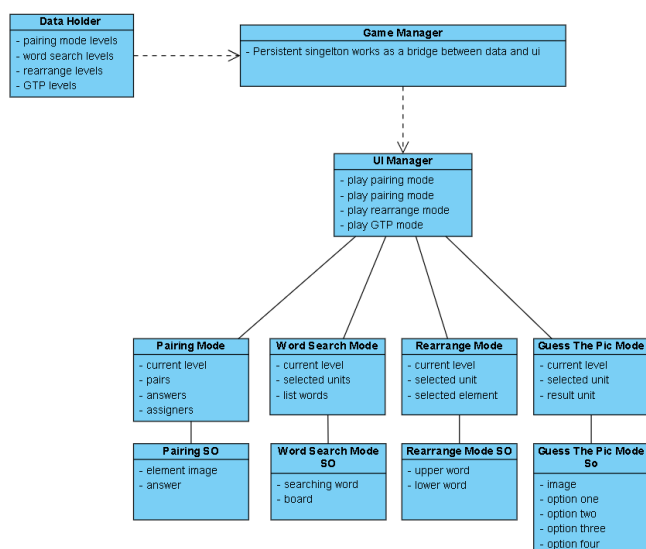 Data Holder
- pairing mode levels
- word search levels
- rearrange levels
- GTP levels
Game Manager
- Persistent singelton works as a bridge between data and ui
UI Manager
- play pairing mode
- play pairing mode
- play rearrange mode
- play GTP mode
Pairing Mode
- current level
- pairs
- answers
- assigners
Word Search Mode
- current level
- selected units
- list words
Rearrange Mode
- current level
- selected unit
- selected element
Guess The Pic Mode
- current level
- selected unit
- result unit
Pairing SO
- element image
- answer
Word Search Mode
SO
- searching word
- board
Rearrange Mode SO
- upper word
- lower word
Guess The Pic Mode
So
- image
- option one
- option two
- option three
- option four